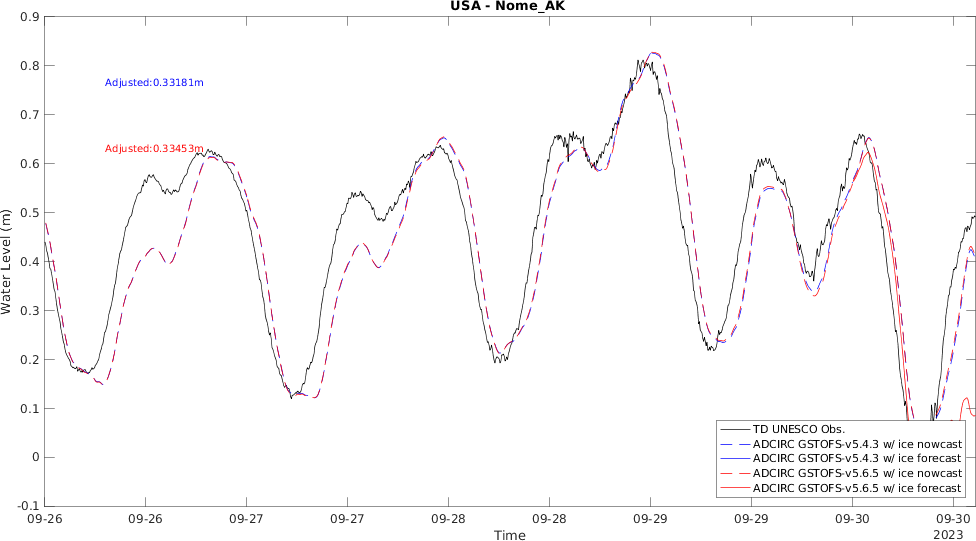 USA - Nome_AK
0.9
0.8
0.7
0.6
0.5
0.4
0.3
0.2
0.1
0
-0.1
Water Level (m)
Adjusted:0.33181m
Adjusted:0.33453m
TD UNESCO Obs.
ADCIRC GSTOFS-v5.4.3 w/ ice nowcast
ADCIRC GSTOFS-v5.4.3 w/ ice forecast
ADCIRC GSTOFS-v5.6.5 w/ ice nowcast
ADCIRC GSTOFS-v5.6.5 w/ ice forecast
09-26 09-26 09-27 09-27 09-28 09-28 09-29 09-29 09-30 09-30
2023
Time